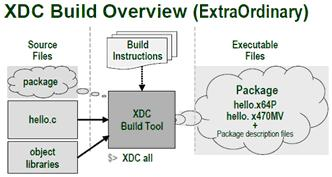 XDC Build Overview (ExtraOrdinary)
Source
Files
Build
Instructions
Executable
Files
package
hello.c
object
libraries
XDC
Build Tool
$> XDC all
Package
hello.x64P
hello. x470MV
+
Package description files